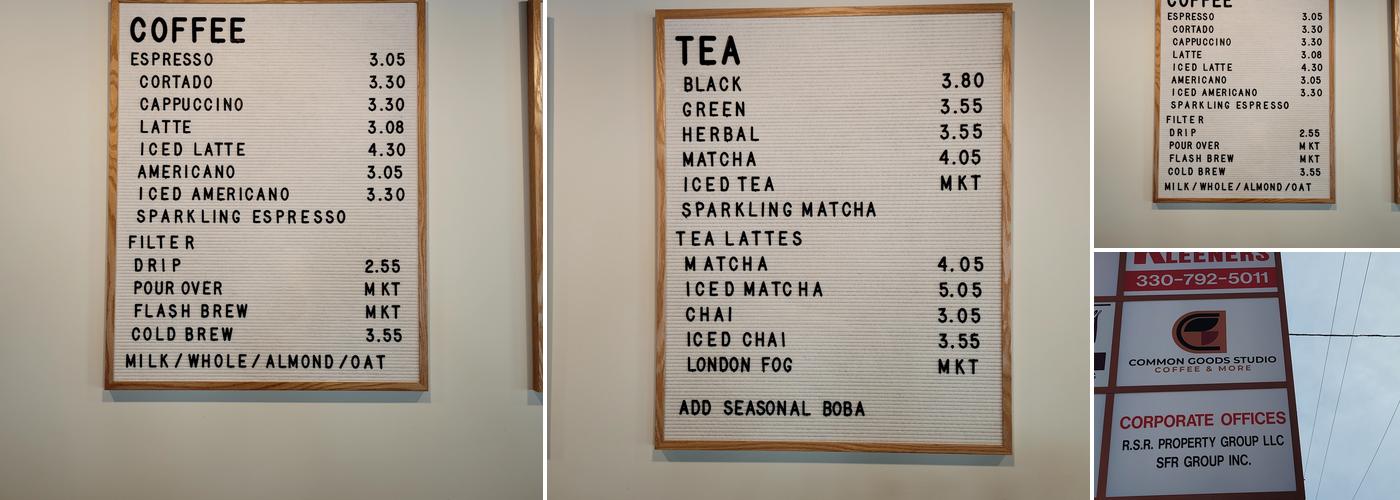 COFFEE
ESPRESSO 3.05
CORTADO 3.30
CAPPUCCINO 3.30
LATTE 3.08
ICED LATTE 4.30
AMERICANO 3.05
ICED AMERICANO 3.30
SPARKLING ESPRESSO
FILTER
DRIP 2.55
POUR OVER MKT
FLASH BREW MKT
COLD BREW 3.55
MILK/WHOLE/ALMOND/OAT
TEA
BLACK 3.80
GREEN 3.55
HERBAL 3.55
MATCHA 4.05
ICED TEA MKT
SPARKLING MATCHA
TEA LATTES
MATCHA 4.05
ICED MATCHA 5.05
CHAI 3.05
ICED CHAI 3.55
LONDON FOG MKT
ADD SEASONAL BOBA
COFFEE
ESPRESSO 3.05
CORTADO 3.30
CAPPUCCINO 3.30
LATTE 3.08
ICED LATTE 4.30
AMERICANO 3.05
ICED AMERICANO 3.30
SPARKLING ESPRESSO
FILTER
DRIP 2.55
POUR OVER MKT
FLASH BREW MKT
COLD BREW 3.55
MILK/WHOLE/ALMOND/OAT
KLEENERS
330-792-5011
COMMON GOODS STUDIO
COFFEE & MORE
CORPORATE OFFICES
R.S.R. PROPERTY GROUP LLC
SFR GROUP INC.